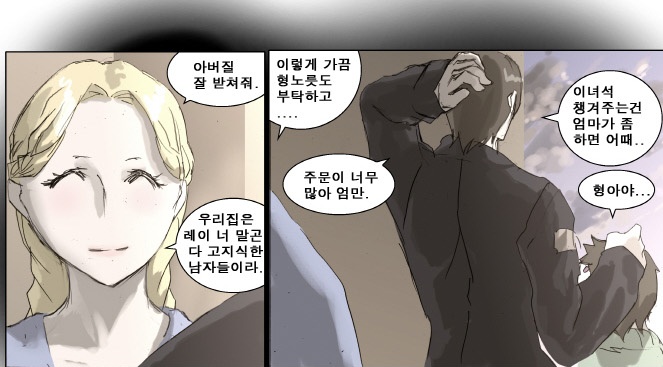 아버질
잘 받쳐줘.
우리집은
레이 너 말곤
다 고지식한
남자들이라.
이렇게 가끔
형노릇도
부탁하고
....
주문이 너무
많아 엄만.
이녀석
챙겨주는건
엄마가 좀
하면 어때..
형아야...